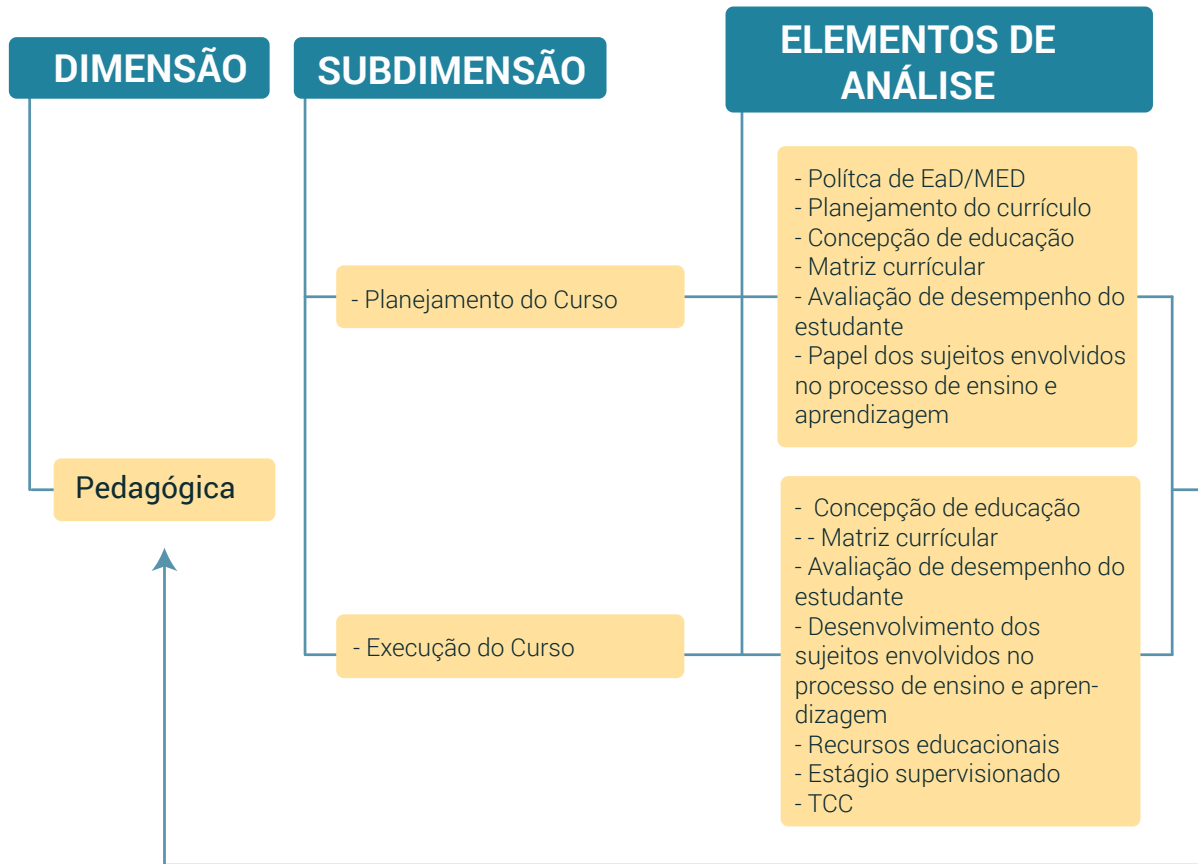 DIMENSÃO
SUBDIMENSÃO
ELEMENTOS DE
ANÁLISE
Pedagógica
- Planejamento do Curso
- Polítca de EaD/MED
- Planejamento do currículo
- Concepção de educação
- Matriz currícular
- Avaliação de desempenho do
estudante
- Papel dos sujeitos envolvidos
no processo de ensino e
aprendizagem
- Execução do Curso
- Concepção de educação
- - Matriz currícular
- Avaliação de desempenho do
estudante
- Desenvolvimento dos
sujeitos envolvidos no
processo de ensino e apren-
dizagem
- Recursos educacionais
- Estágio supervisionado
- TCC